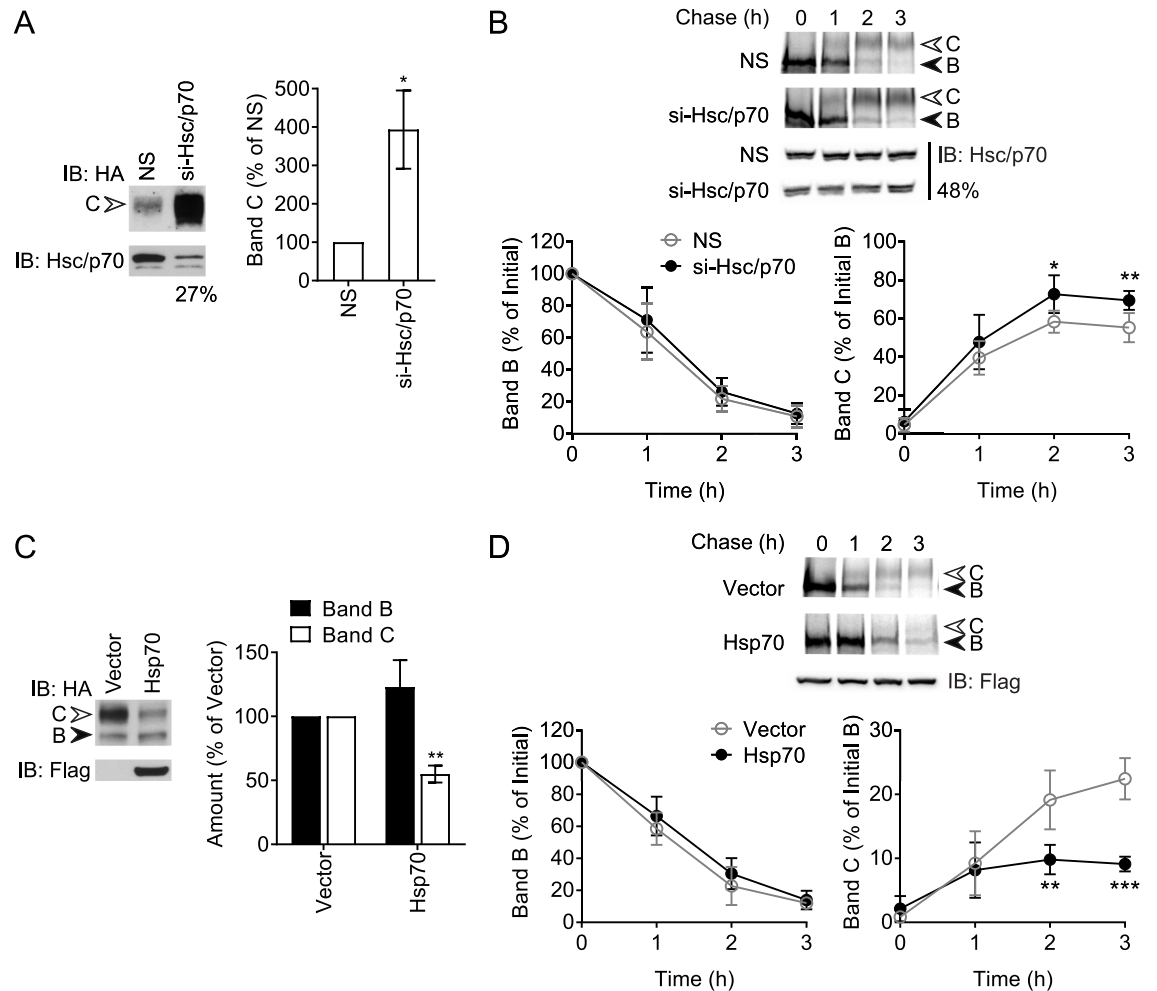 A
IB: HA
NS
si-Hsc/p70
C
IB: Hsc/p70
27%
Band C (% of NS)
500
400
300
200
100
0
*
NS
si-Hsc/p70
B
Chase (h) 0 1 2 3
NS
C
B
si-Hsc/p70
C
B
NS
IB: Hsc/p70
si-Hsc/p70
48%
NS
si-Hsc/p70
Band B (% of Initial)
120
100
80
60
40
20
0
0 1 2 3
Time (h)
Band C (% of Initial B)
100
80
60
40
20
0
* **
0 1 2 3
Time (h)
C
IB: HA
Vector
Hsp70
C
B
IB: Flag
Band B
Band C
Amount (% of Vector)
150
100
50
0
**
Vector
Hsp70
D
Chase (h) 0 1 2 3
Vector
C
B
Hsp70
C
B
IB: Flag
Vector
Hsp70
Band B (% of Initial)
120
100
80
60
40
20
0
0 1 2 3
Time (h)
Band C (% of Initial B)
30
20
10
0
** ***
0 1 2 3
Time (h)